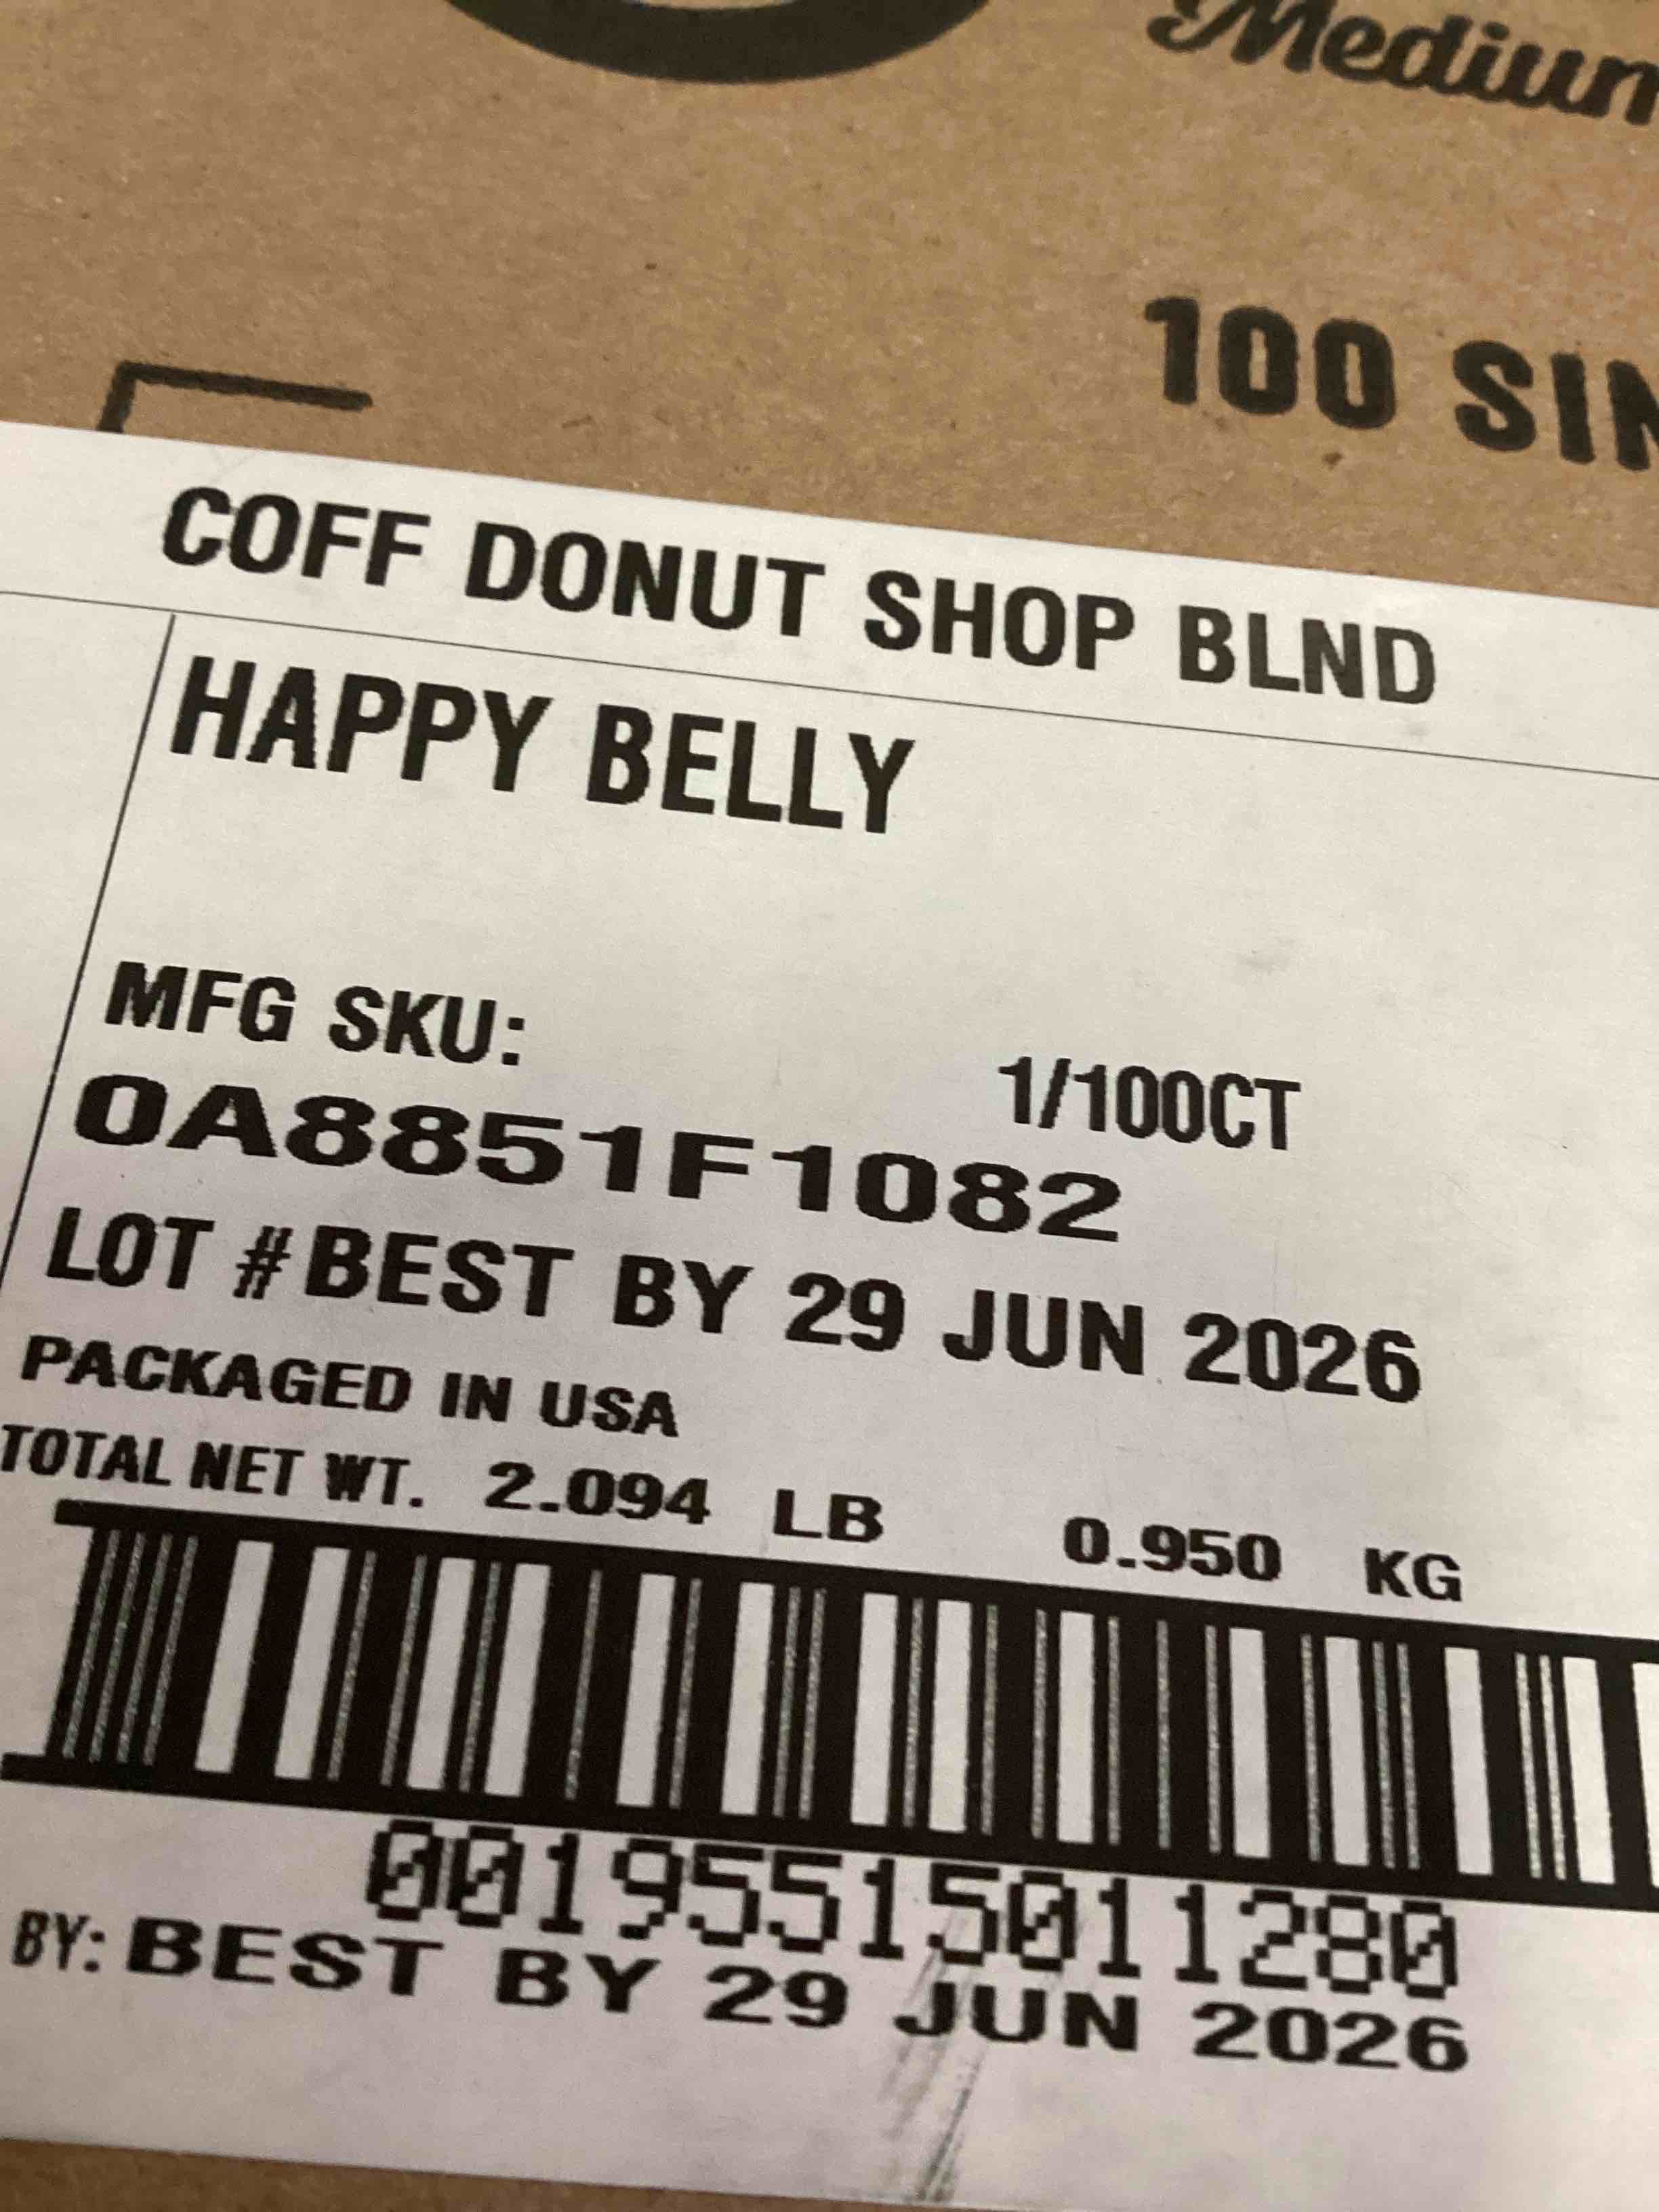 Medium
100 SIN
COFF DONUT SHOP BLND
HAPPY BELLY
MFG SKU:
1/100CT
0A8851F1082
LOT #BEST BY 29 JUN 2026
PACKAGED IN USA
TOTAL NET WT. 2.094 LB 0.950 KG
00195515011280
BY: BEST BY 29 JUN 2026